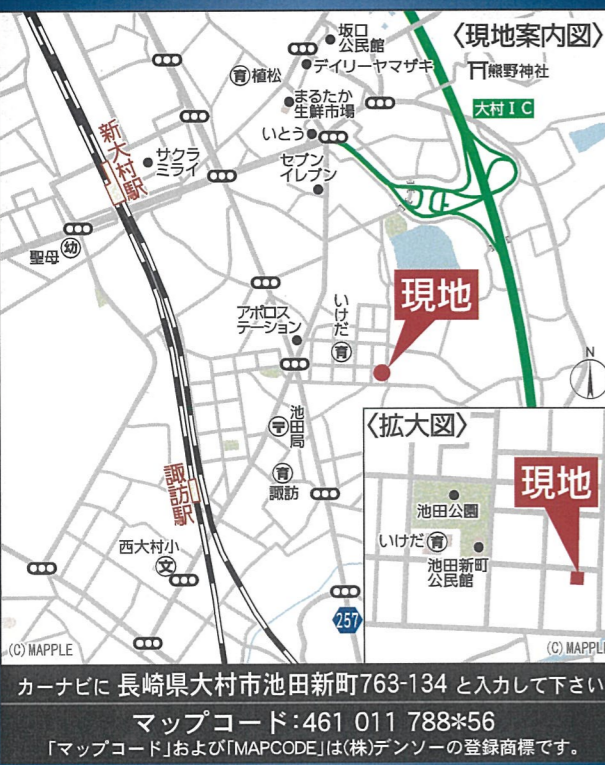 〈現地案内図〉
坂口
公民館
デイリーヤマザキ
熊野神社
育 植松
まるたか
生鮮市場
大村IC
いとう
新大村駅
サクラ
ミライ
セブン
イレブン
聖母 幼
現地
アポロス
テーション
いけだ
育
N
〒 池田局
育
諏訪
諏訪駅
西大村小
文
257
(C)MAPPLE
〈拡大図〉
現地
池田公園
いけだ 育
池田新町
公民館
(C)MAPPL
カーナビに 長崎県大村市池田新町763-134 と入力して下さい
マップコード:461 011 788*56
「マップコード」および「MAPCODE」は(株)デンソーの登録商標です。